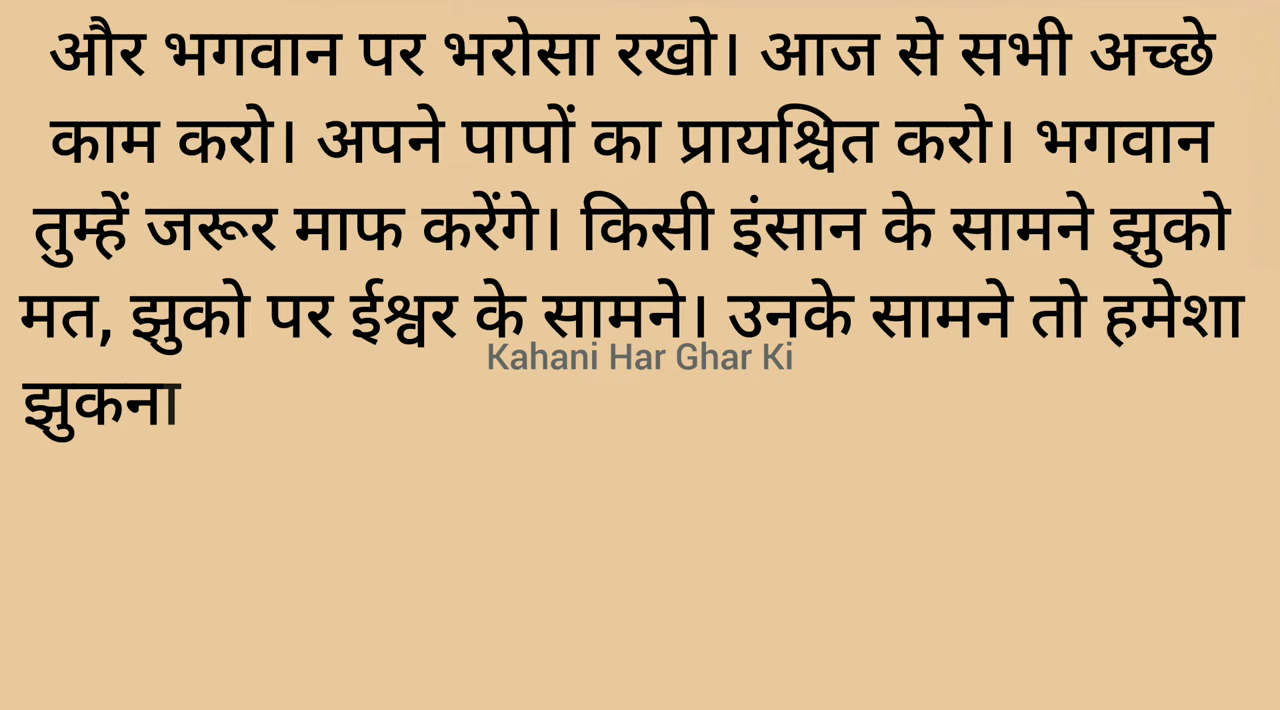 और भगवान पर भरोसा रखो। आज से सभी अच्छे
काम करो। अपने पापों का प्रायश्चित करो। भगवान
तुम्हें जरूर माफ करेंगे। किसी इंसान के सामने झुको
मत, झुको पर ईश्वर के सामने। उनके सामने तो हमेशा
Kahani Har Ghar Ki
झुकना